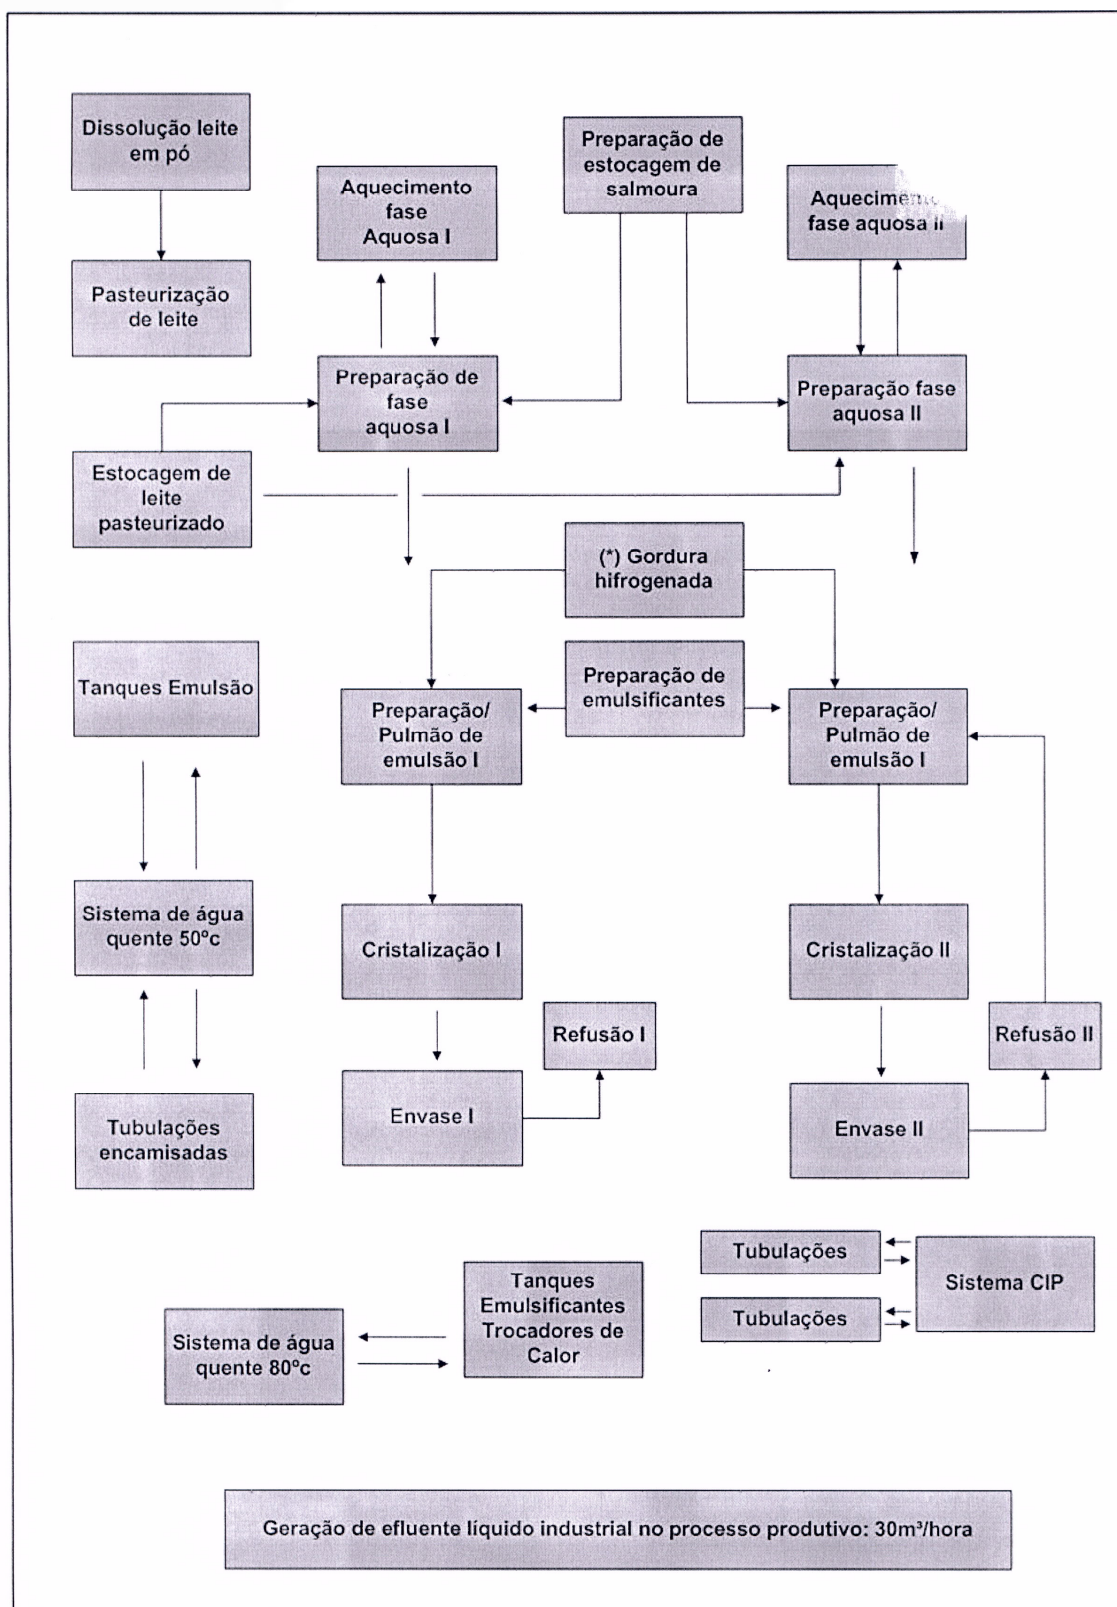 Dissolução leite
em pó
Preparação de
estocagem de
salmoura
Aquecimento
fase
Aquosa I
Aquecimento
fase aquosa II
Pasteurização
de leite
Preparação de
fase
aquosa I
Preparação fase
aquosa II
Estocagem de
leite
pasteurizado
(*) Gordura
hifrogenada
Tanques Emulsão
Preparação de
emulsificantes
Preparação/
Pulmão de
emulsão I
Preparação/
Pulmão de
emulsão I
Sistema de água
quente 50ºc
Cristalização I
Cristalização II
Refusão I
Refusão II
Envase I
Envase II
Tubulações
encamisadas
Tubulações
Sistema CIP
Tubulações
Tanques
Emulsificantes
Trocadores de
Calor
Sistema de água
quente 80ºc
Geração de efluente líquido industrial no processo produtivo: 30m³/hora